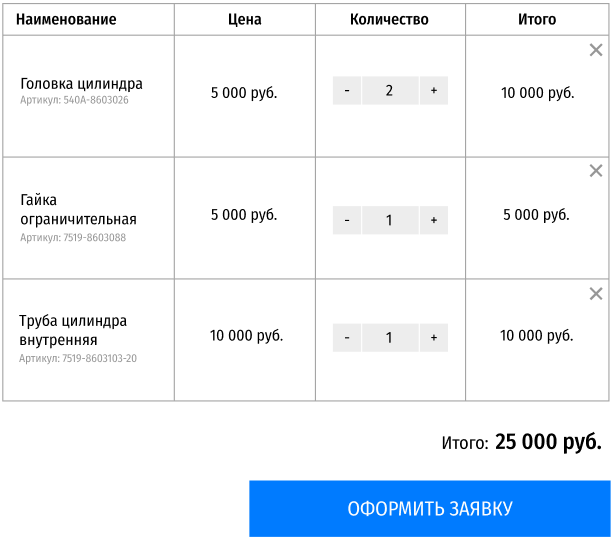 Наименование Цена Количество Итого
Головка цилиндра
Артикул: 540А-8603026
5 000 руб.
- 2 +
10 000 руб.
Гайка
ограничительная
Артикул: 7519-8603088
5 000 руб.
- 1 +
5 000 руб.
Труба цилиндра
внутренняя
Артикул: 7519-8603103-20
10 000 руб.
- 1 +
10 000 руб.
Итого: 25 000 руб.
ОФОРМИТЬ ЗАЯВКУ